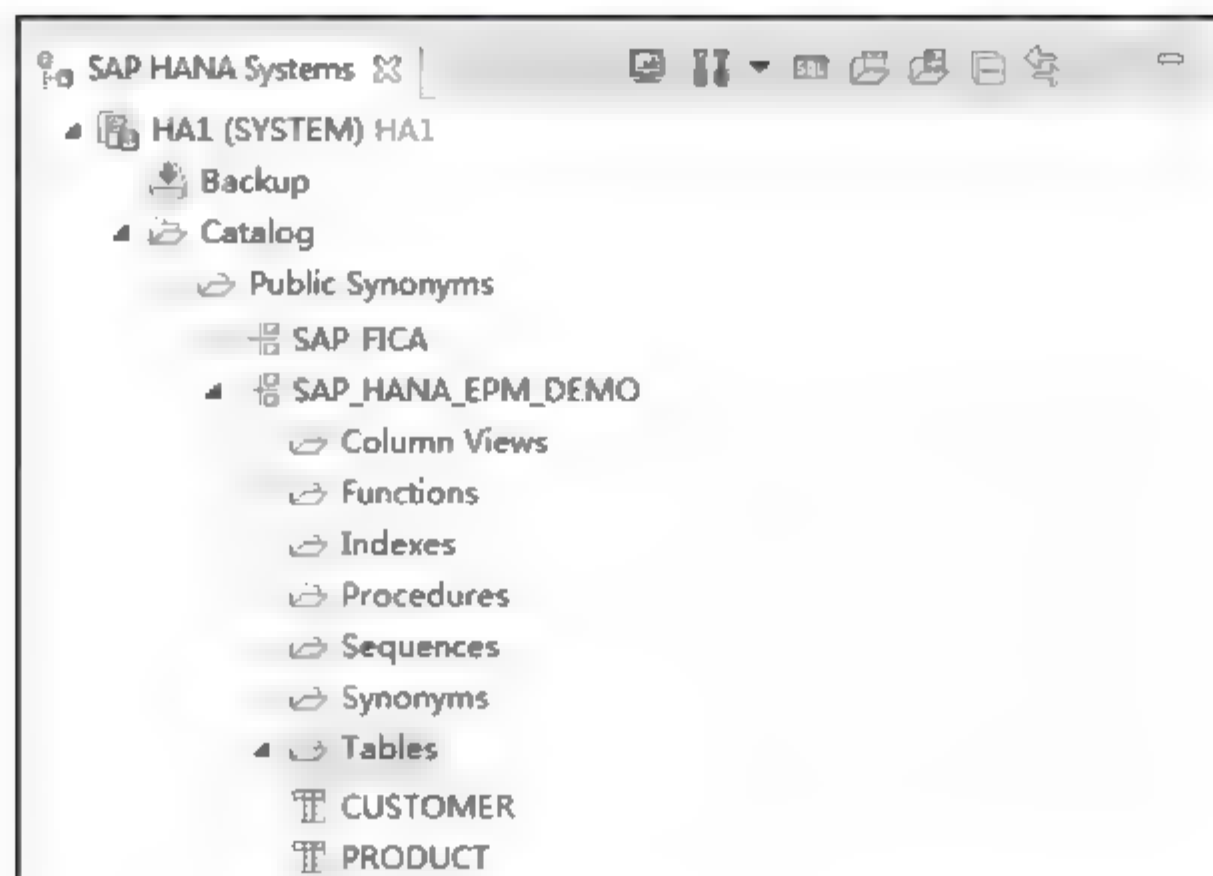 SAP HANA Systems
SQL
HA1 (SYSTEM) HA1
Backup
Catalog
Public Synonyms
SAP FICA
SAP_HANA_EPM_DEMO
Column Views
Functions
Indexes
Procedures
Sequences
Synonyms
Tables
CUSTOMER
PRODUCT